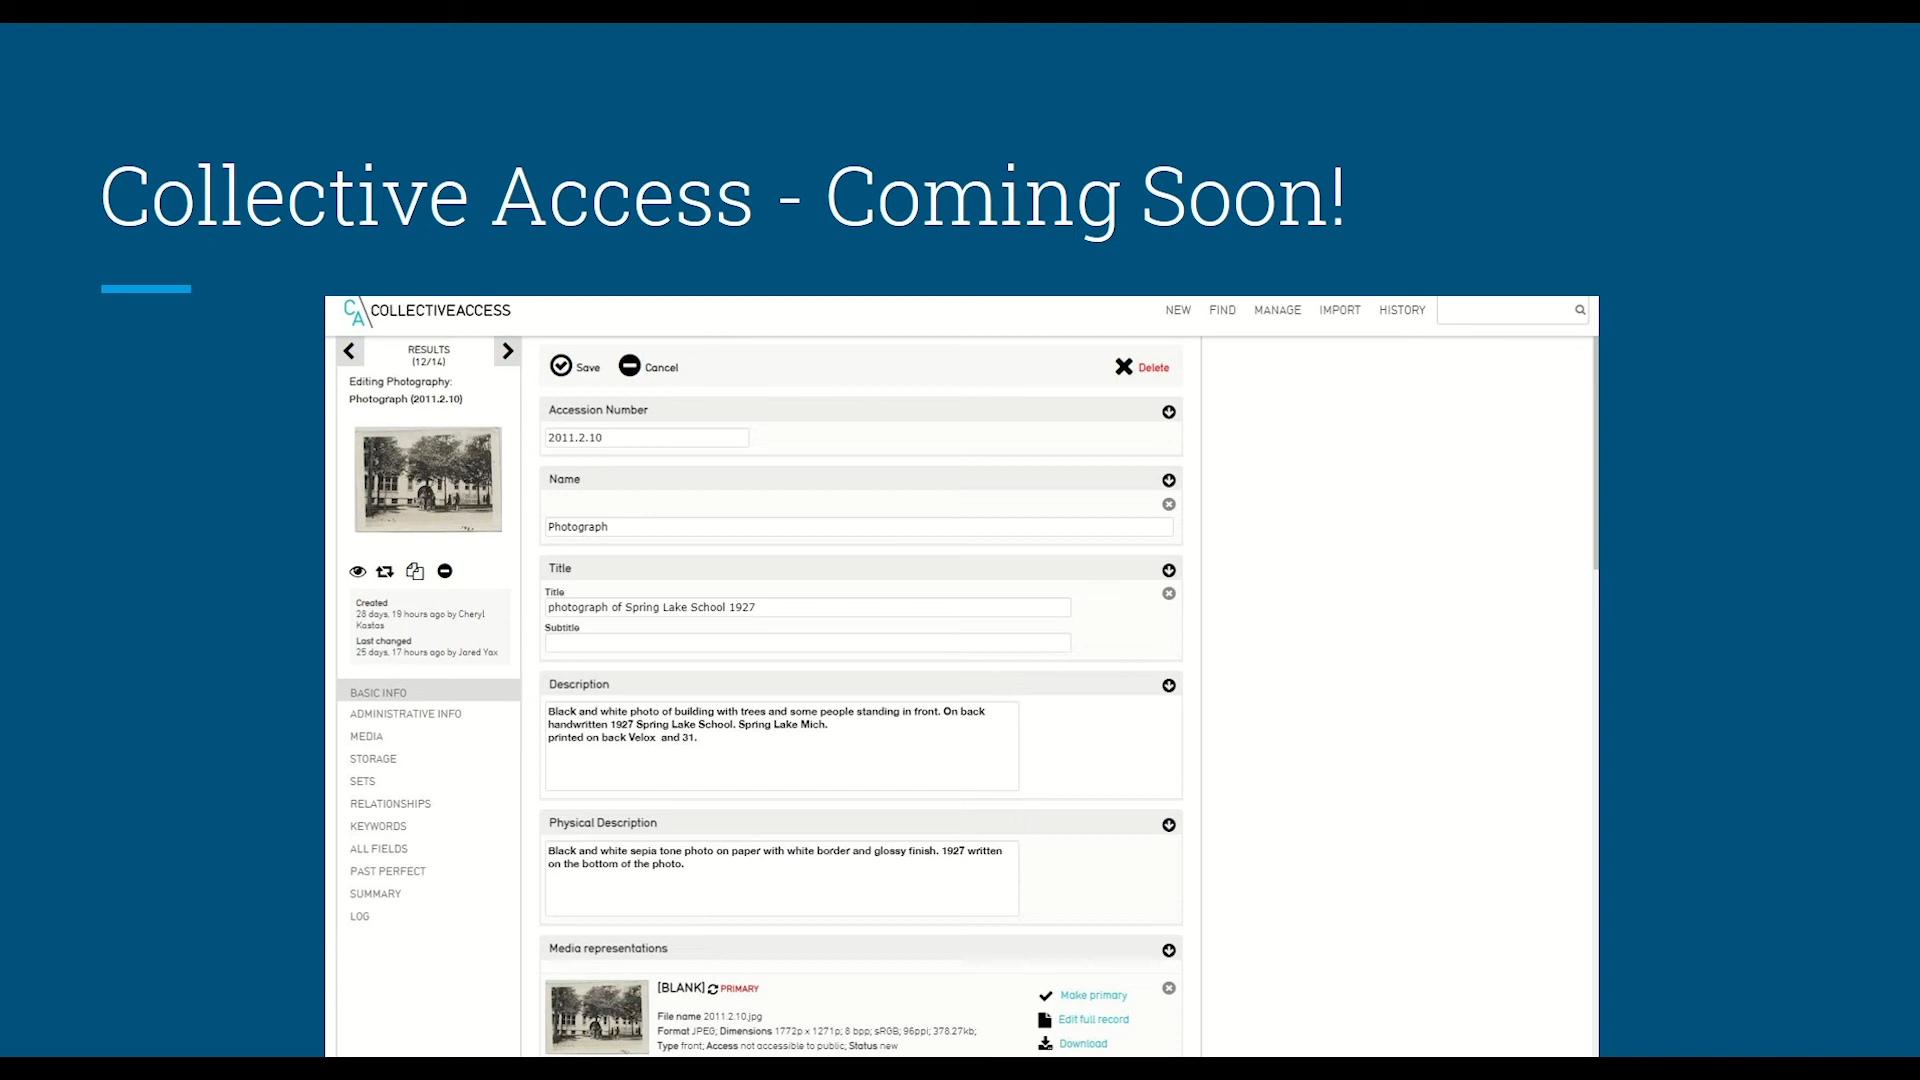 Collective Access - Coming Soon!
CA COLLECTIVEACCESS
NEW FIND MANAGE IMPORT HISTORY
RESULTS
(12/14)
Editing Photography:
Photograph (2011.2.10)
Created
28 days, 19 hours ago by Cheryl
Kastas
Last changed
25 days, 17 hours ago by Jared Yax
BASIC INFO
ADMINISTRATIVE INFO
MEDIA
STORAGE
SETS
RELATIONSHIPS
KEYWORDS
ALL FIELDS
PAST PERFECT
SUMMARY
LOG
Save Cancel Delete
Accession Number
2011.2.10
Name
Photograph
Title
Title
photograph of Spring Lake School 1927
Subtitle
Description
Black and white photo of building with trees and some people standing in front. On back
handwritten 1927 Spring Lake School. Spring Lake Mich.
printed on back Velox and 31.
Physical Description
Black and white sepia tone photo on paper with white border and glossy finish. 1927 written
on the bottom of the photo.
Media representations
[BLANK] PRIMARY
File name 2011.2.10.jpg
Format JPEG; Dimensions 1772p x 1271p; 8 bpp; sRGB; 96ppi; 378.27kb;
Type front; Access not accessible to public; Status new
Make primary
Edit full record
Download